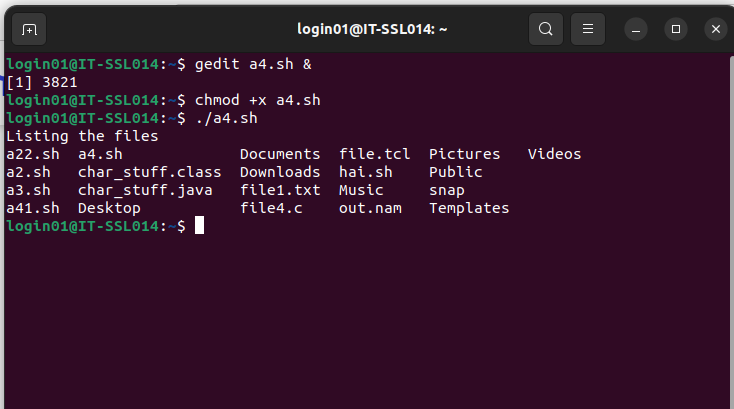 login01@IT-SSL014: ~
login01@IT-SSL014:~$ gedit a4.sh &
[1] 3821
login01@IT-SSL014:~$ chmod +x a4.sh
login01@IT-SSL014:~$ ./a4.sh
Listing the files
a22.sh  a4.sh             Documents  file.tcl  Pictures   Videos
a2.sh   char_stuff.class  Downloads  hai.sh    Public
a3.sh   char_stuff.java   file1.txt  Music     snap
a41.sh  Desktop           file4.c    out.nam   Templates
login01@IT-SSL014:~$